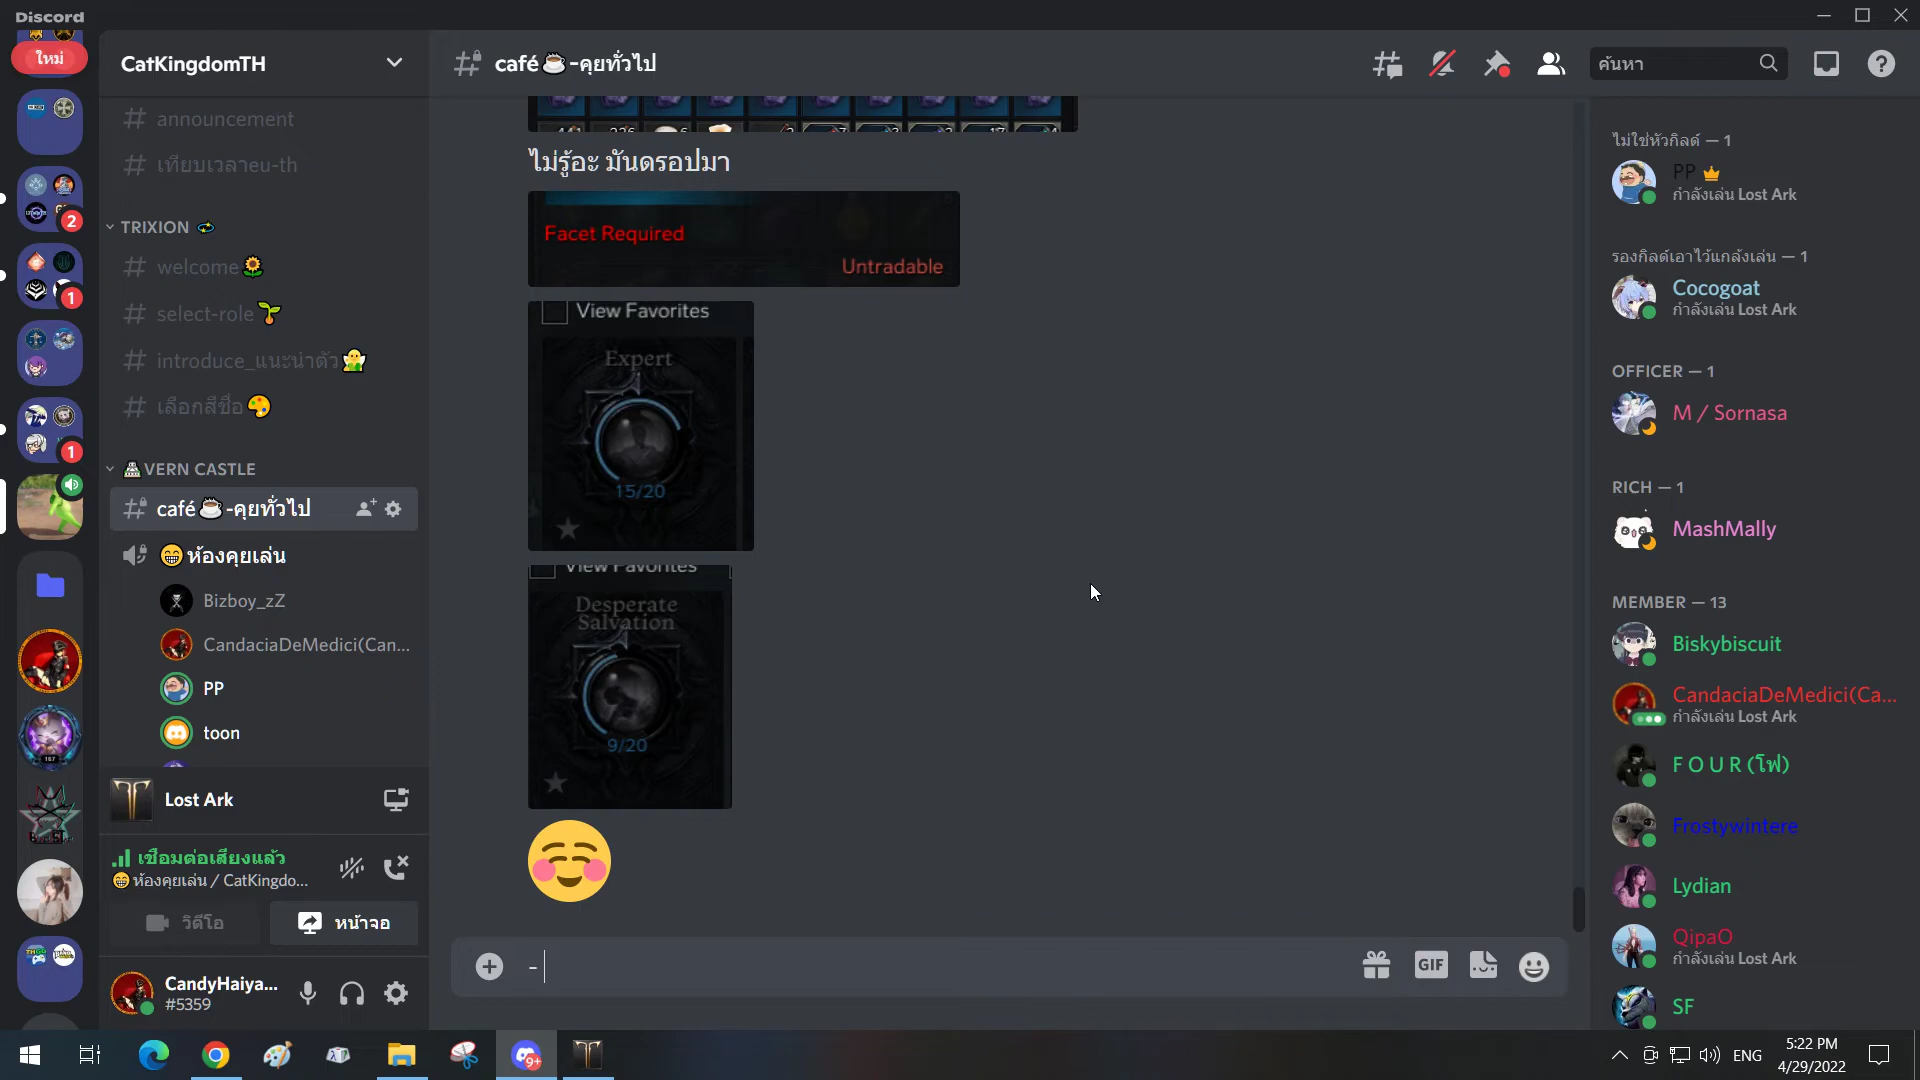 Discord
ใหม่
CatKingdomTH
café☕-คุยทั่วไป
ค้นหา
announcement
เทียบเวลาeu-th
TRIXION
welcome🌻
select-role🌱
introduce_แนะนำตัว
เลือกสีชื่อ🎨
VERN CASTLE
café☕-คุยทั่วไป
😁ห้องคุยเล่น
Bizboy_zZ
CandaciaDeMedici(Can...
PP
toon
Lost Ark
เชื่อมต่อเสียงแล้ว
😁ห้องคุยเล่น / CatKingdo...
วิดีโอ
หน้าจอ
CandyHaiya...
#5359
2
1
1
167
ไม่รู้อะ มันดรอปมา
Facet Required
Untradable
View Favorites
Expert
15/20
View Favorites
Desperate
Salvation
9/20
-
GIF
ไม่ใช่หัวกิลด์ — 1
PP
กำลังเล่น Lost Ark
รองกิลด์เอาไว้แกล้งเล่น — 1
Cocogoat
กำลังเล่น Lost Ark
OFFICER — 1
M / Sornasa
RICH — 1
MashMally
MEMBER — 13
Biskybiscuit
CandaciaDeMedici(Ca...
กำลังเล่น Lost Ark
F O U R (โฟ)
Frostywintere
Lydian
QipaO
กำลังเล่น Lost Ark
SF
9+
ENG
5:22 PM
4/29/2022